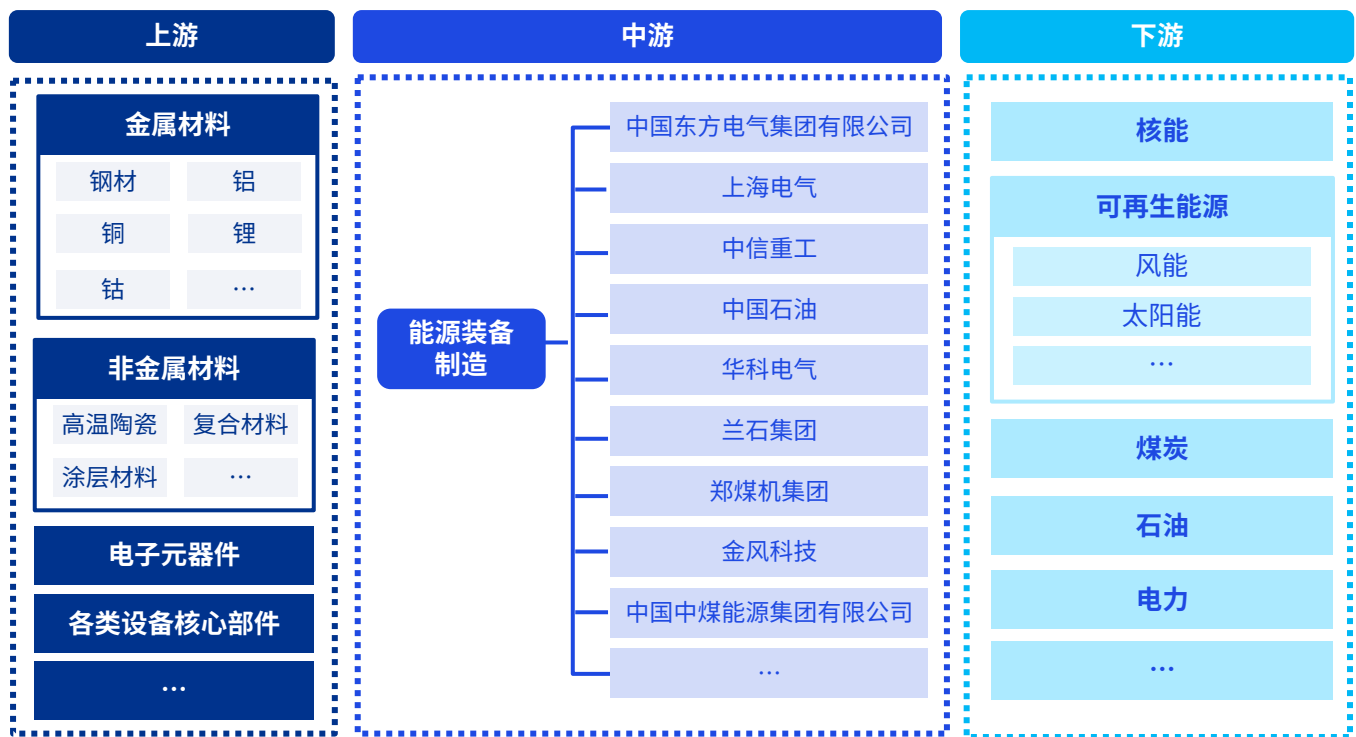 上游
金属材料
钢材
铝
铜
锂
钴
…
非金属材料
高温陶瓷
复合材料
涂层材料
…
电子元器件
各类设备核心部件
…
中游
能源装备
制造
中国东方电气集团有限公司
上海电气
中信重工
中国石油
华科电气
兰石集团
郑煤机集团
金风科技
中国中煤能源集团有限公司
…
下游
核能
可再生能源
风能
太阳能
…
煤炭
石油
电力
…